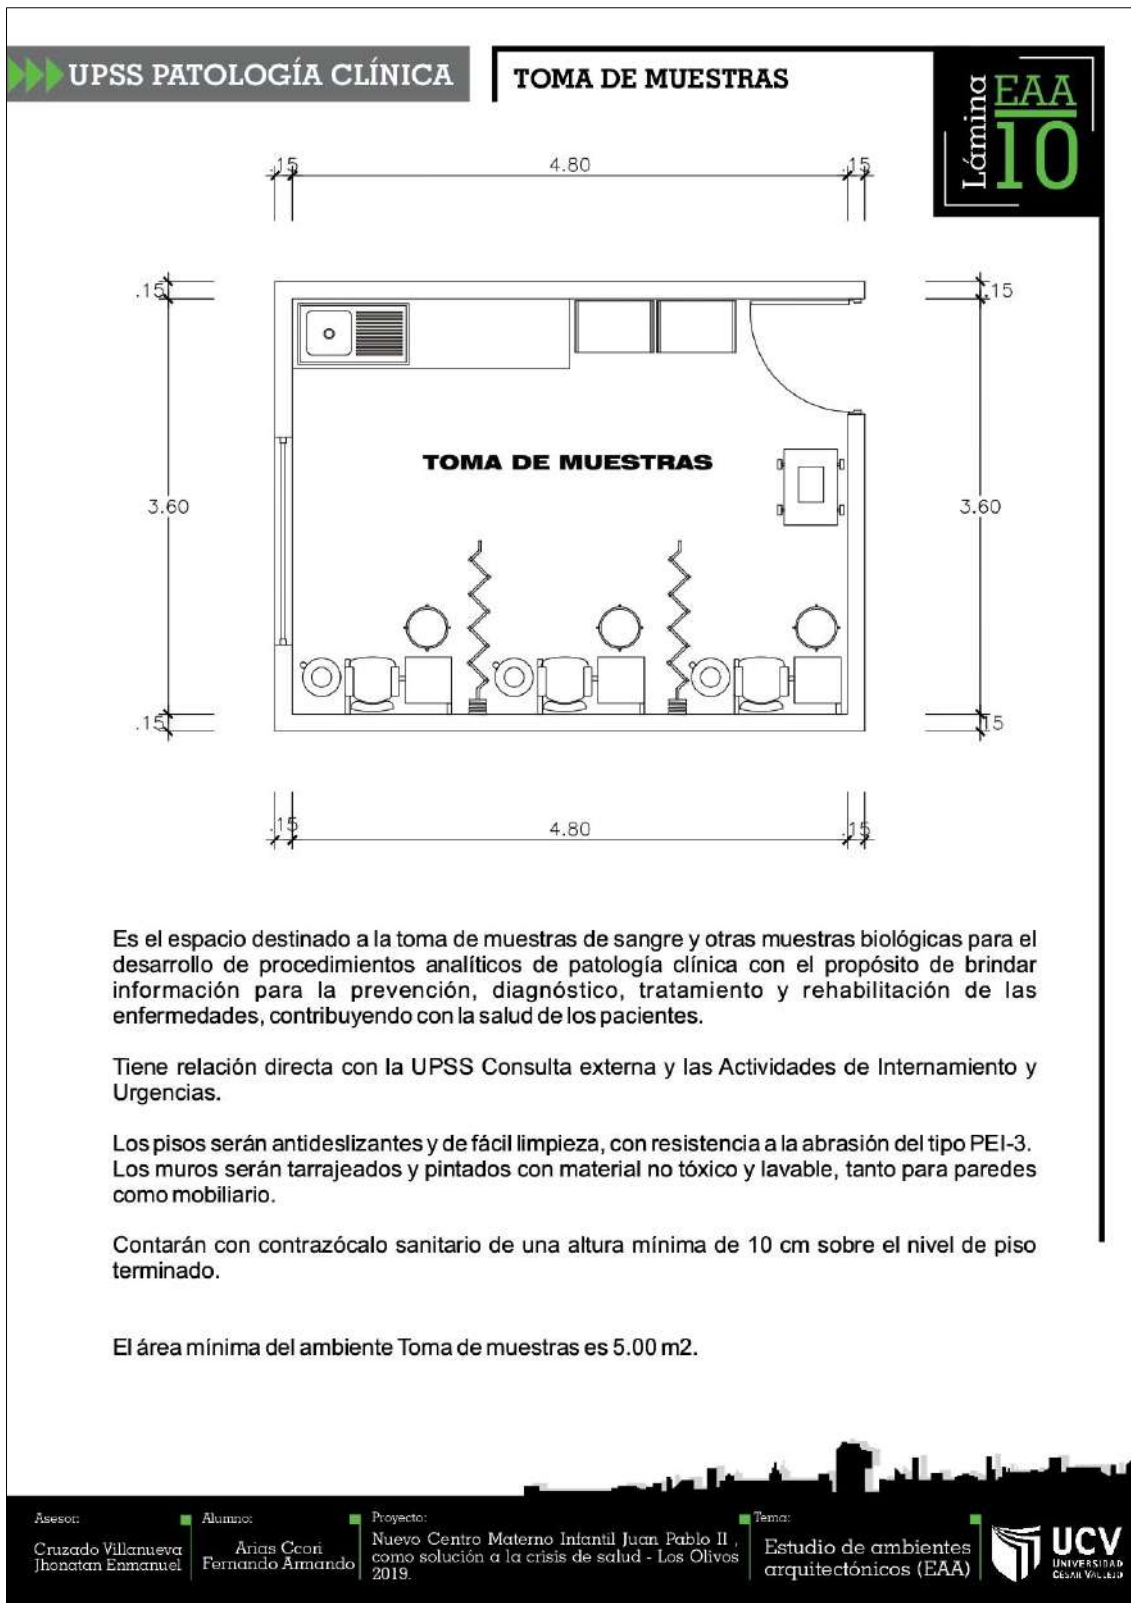 UPSS PATOLOGÍA CLÍNICA
TOMA DE MUESTRAS
Lámina
EAA
10
.15
4.80
.15
.15
.15
TOMA DE MUESTRAS
3.60
3.60
.15
.15
.15
4.80
.15
Es el espacio destinado a la toma de muestras de sangre y otras muestras biológicas para el
desarrollo de procedimientos analíticos de patología clínica con el propósito de brindar
información para la prevención, diagnóstico, tratamiento y rehabilitación de las
enfermedades, contribuyendo con la salud de los pacientes.
Tiene relación directa con la UPSS Consulta externa y las Actividades de Internamiento y
Urgencias.
Los pisos serán antideslizantes y de fácil limpieza, con resistencia a la abrasión del tipo PEI-3.
Los muros serán tarrajeados y pintados con material no tóxico y lavable, tanto para paredes
como mobiliario.
Contarán con contrazócalo sanitario de una altura mínima de 10 cm sobre el nivel de piso
terminado.
El área mínima del ambiente Toma de muestras es 5.00 m2.
Asesor:
Cruzado Villanueva
Jhonatan Enmanuel
Alumno:
Arias Ccori
Fernando Armando
Proyecto:
Nuevo Centro Materno Infantil Juan Pablo II ,
como solución a la crisis de salud - Los Olivos
2019.
Tema:
Estudio de ambientes
arquitectónicos (EAA)
UCV
UNIVERSIDAD
CÉSAR VALLEJO